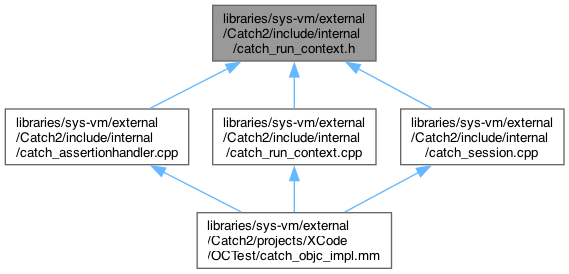 libraries/sys-vm/external
/Catch2/include/internal
/catch_run_context.h
libraries/sys-vm/external
/Catch2/include/internal
/catch_assertionhandler.cpp
libraries/sys-vm/external
/Catch2/include/internal
/catch_run_context.cpp
libraries/sys-vm/external
/Catch2/include/internal
/catch_session.cpp
libraries/sys-vm/external
/Catch2/projects/XCode
/OCTest/catch_objc_impl.mm